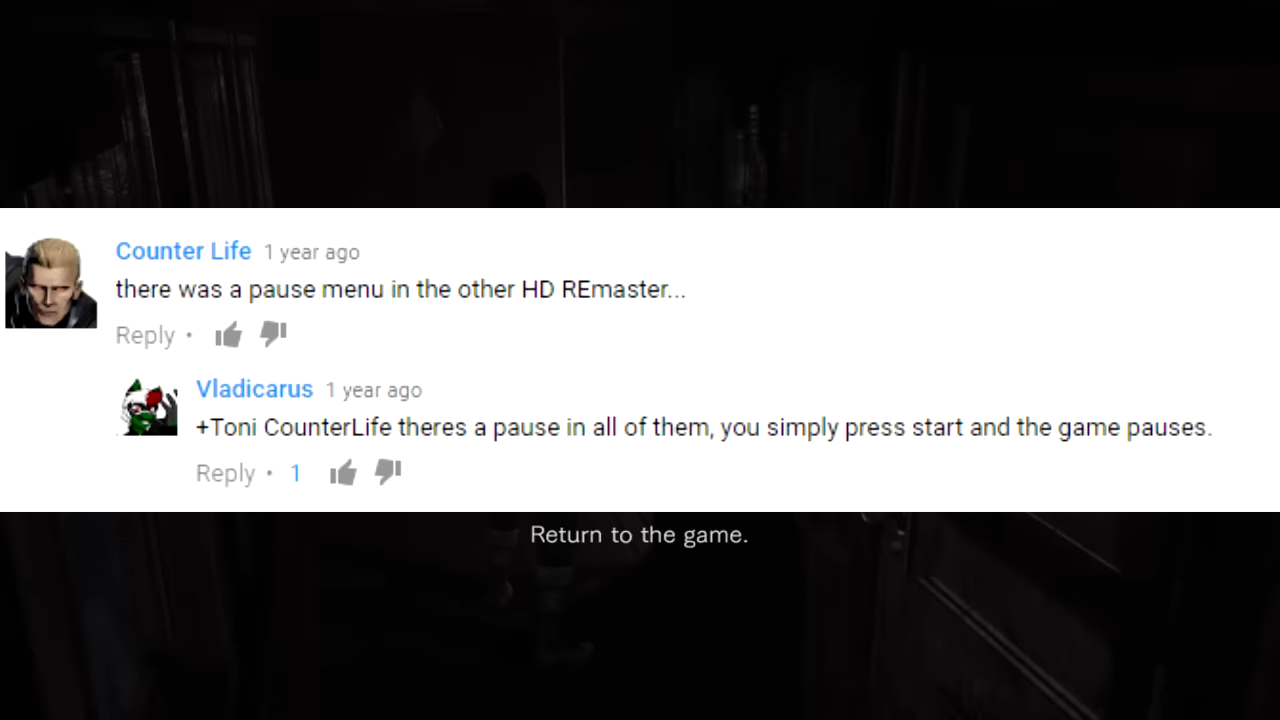 Counter Life 1 year ago
there was a pause menu in the other HD REmaster...
Reply •
Vladicarus 1 year ago
+Toni CounterLife theres a pause in all of them, you simply press start and the game pauses.
Reply • 1
Return to the game.